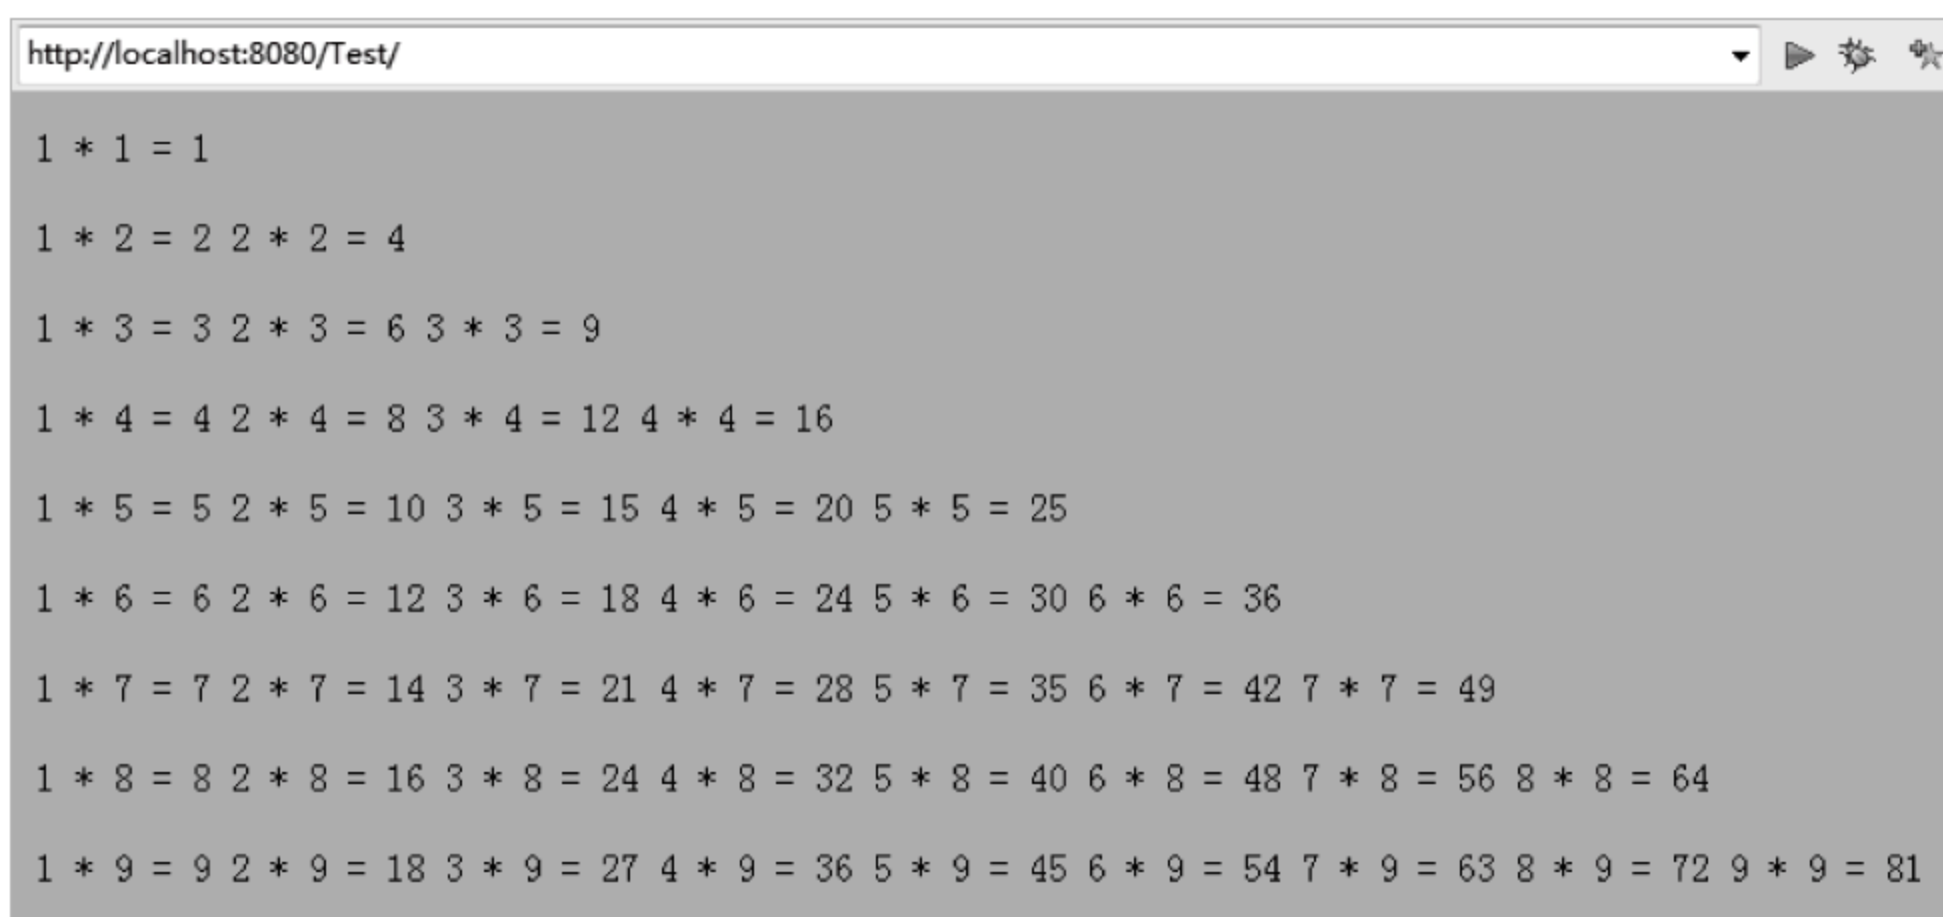 http://localhost:8080/Test/
1 * 1 = 1
1 * 2 = 2 2 * 2 = 4
1 * 3 = 3 2 * 3 = 6 3 * 3 = 9
1 * 4 = 4 2 * 4 = 8 3 * 4 = 12 4 * 4 = 16
1 * 5 = 5 2 * 5 = 10 3 * 5 = 15 4 * 5 = 20 5 * 5 = 25
1 * 6 = 6 2 * 6 = 12 3 * 6 = 18 4 * 6 = 24 5 * 6 = 30 6 * 6 = 36
1 * 7 = 7 2 * 7 = 14 3 * 7 = 21 4 * 7 = 28 5 * 7 = 35 6 * 7 = 42 7 * 7 = 49
1 * 8 = 8 2 * 8 = 16 3 * 8 = 24 4 * 8 = 32 5 * 8 = 40 6 * 8 = 48 7 * 8 = 56 8 * 8 = 64
1 * 9 = 9 2 * 9 = 18 3 * 9 = 27 4 * 9 = 36 5 * 9 = 45 6 * 9 = 54 7 * 9 = 63 8 * 9 = 72 9 * 9 = 81